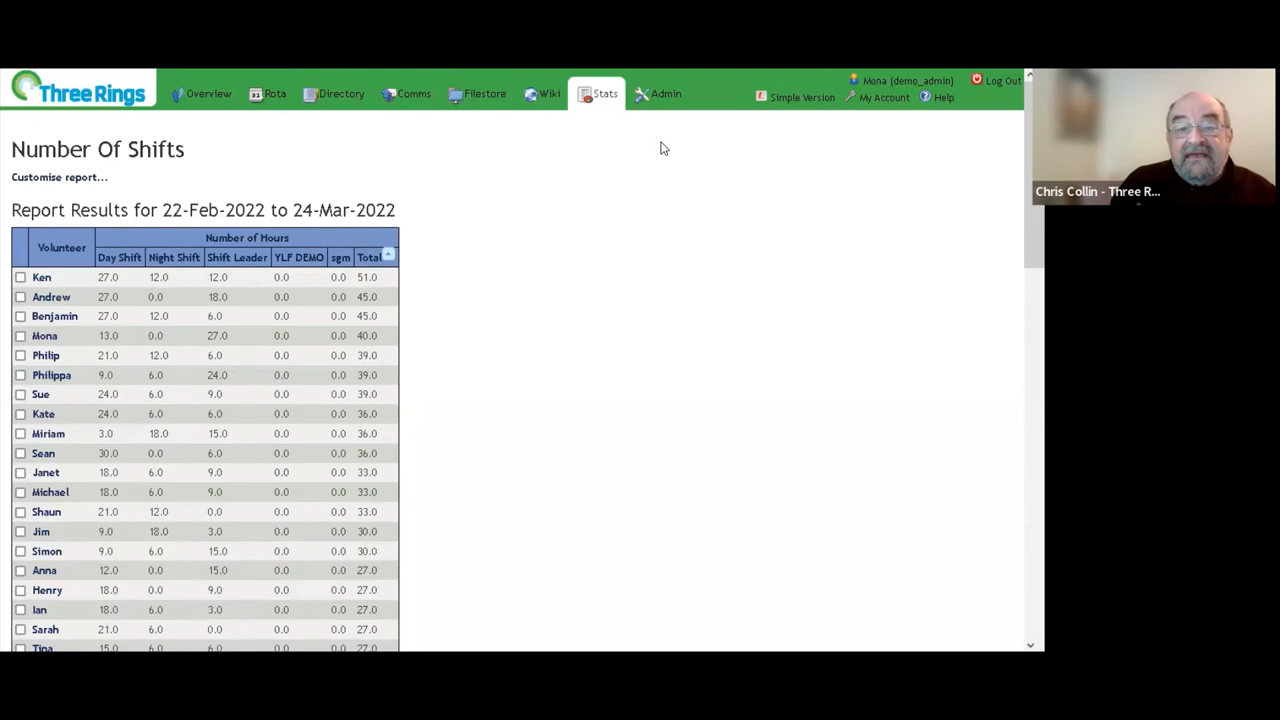 Three Rings
Overview
31 Rota
Directory
Comms
Filestore
Wiki
Stats
Admin
Mona (demo_admin)
Log Out
Simple Version
My Account
Help
Chris Collin - Three R...
Number Of Shifts
Customise report...
Report Results for 22-Feb-2022 to 24-Mar-2022
Volunteer Number of Hours
Day Shift Night Shift Shift Leader YLF DEMO sgm Total
Ken 27.0 12.0 12.0 0.0 0.0 51.0
Andrew 27.0 0.0 18.0 0.0 0.0 45.0
Benjamin 27.0 12.0 6.0 0.0 0.0 45.0
Mona 13.0 0.0 27.0 0.0 0.0 40.0
Philip 21.0 12.0 6.0 0.0 0.0 39.0
Philippa 9.0 6.0 24.0 0.0 0.0 39.0
Sue 24.0 6.0 9.0 0.0 0.0 39.0
Kate 24.0 6.0 6.0 0.0 0.0 36.0
Miriam 3.0 18.0 15.0 0.0 0.0 36.0
Sean 30.0 0.0 6.0 0.0 0.0 36.0
Janet 18.0 6.0 9.0 0.0 0.0 33.0
Michael 18.0 6.0 9.0 0.0 0.0 33.0
Shaun 21.0 12.0 0.0 0.0 0.0 33.0
Jim 9.0 18.0 3.0 0.0 0.0 30.0
Simon 9.0 6.0 15.0 0.0 0.0 30.0
Anna 12.0 0.0 15.0 0.0 0.0 27.0
Henry 18.0 0.0 9.0 0.0 0.0 27.0
Ian 18.0 6.0 3.0 0.0 0.0 27.0
Sarah 21.0 6.0 0.0 0.0 0.0 27.0
Tina 15.0 6.0 6.0 0.0 0.0 27.0